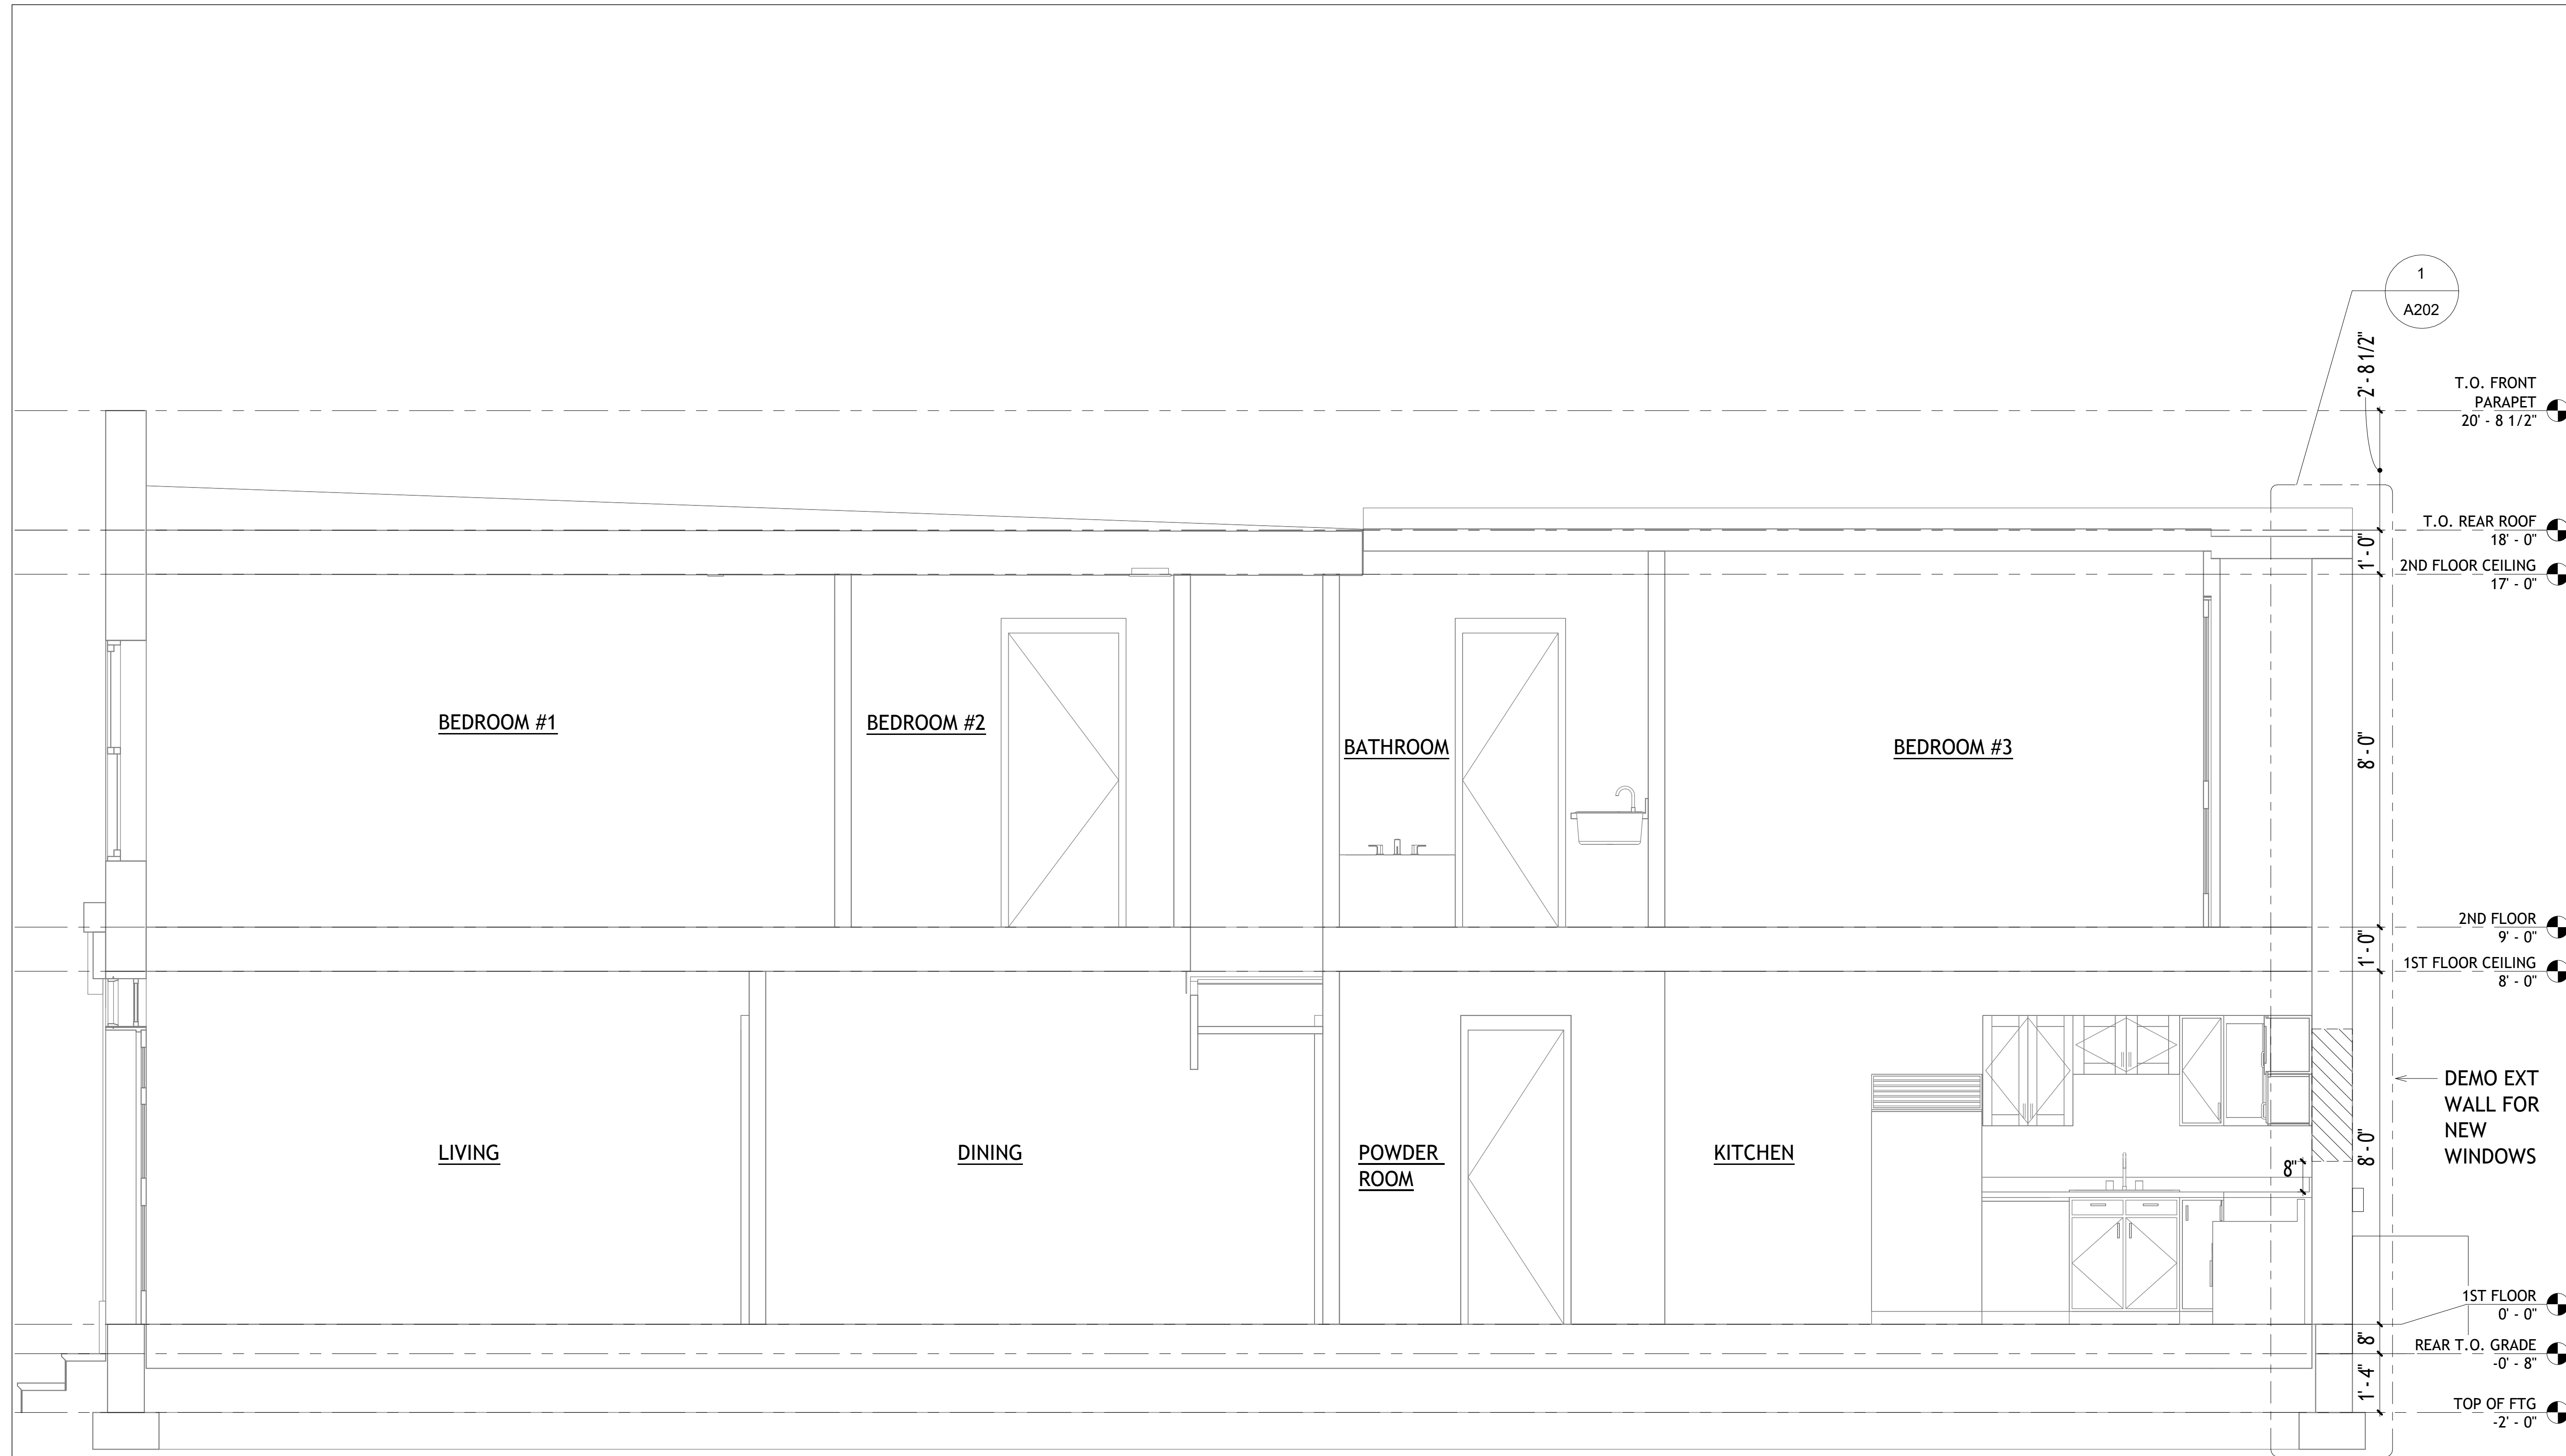 1
A202
2' - 8 1/2"
T.O. FRONT
PARAPET
20' - 8 1/2"
T.O. REAR ROOF
18' - 0"
1' - 0"
2ND FLOOR CEILING
17' - 0"
BEDROOM #1
BEDROOM #2
BATHROOM
BEDROOM #3
8' - 0"
2ND FLOOR
9' - 0"
1' - 0"
1ST FLOOR CEILING
8' - 0"
DEMO EXT
WALL FOR
NEW
WINDOWS
LIVING
DINING
POWDER
ROOM
KITCHEN
8"
8' - 0"
1ST FLOOR
0' - 0"
8"
REAR T.O. GRADE
-0' - 8"
1' - 4"
TOP OF FTG
-2' - 0"